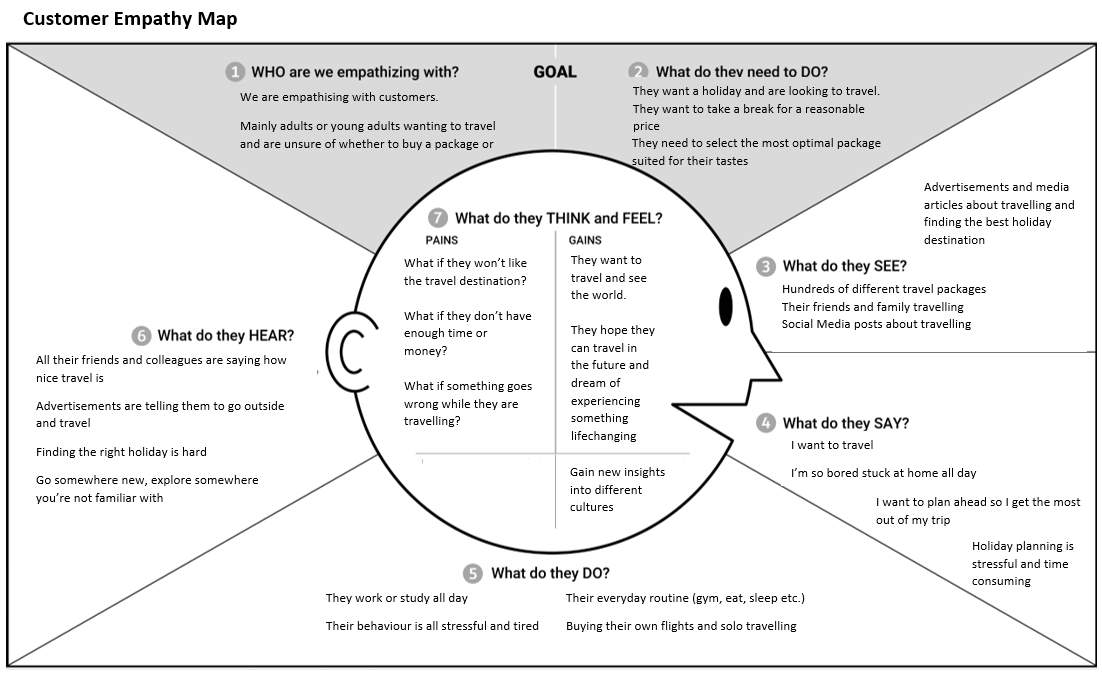 Customer Empathy Map
1 WHO are we empathizing with?
We are empathising with customers.
Mainly adults or young adults wanting to travel
and are unsure of whether to buy a package or
GOAL
2 What do they need to DO?
They want a holiday and are looking to travel.
They want to take a break for a reasonable
price
They need to select the most optimal package
suited for their tastes
Advertisements and media
articles about travelling and
finding the best holiday
destination
3 What do they SEE?
Hundreds of different travel packages
Their friends and family travelling
Social Media posts about travelling
4 What do they SAY?
I want to travel
I'm so bored stuck at home all day
I want to plan ahead so I get the most
out of my trip
Holiday planning is
stressful and time
consuming
5 What do they DO?
They work or study all day
Their behaviour is all stressful and tired
Their everyday routine (gym, eat, sleep etc.)
Buying their own flights and solo travelling
6 What do they HEAR?
All their friends and colleagues are saying how
nice travel is
Advertisements are telling them to go outside
and travel
Finding the right holiday is hard
Go somewhere new, explore somewhere
you're not familiar with
7 What do they THINK and FEEL?
PAINS
What if they won't like
the travel destination?
What if they don't have
enough time or
money?
What if something goes
wrong while they are
travelling?
GAINS
They want to
travel and see
the world.
They hope they
can travel in
the future and
dream of
experiencing
something
lifechanging
Gain new insights
into different
cultures